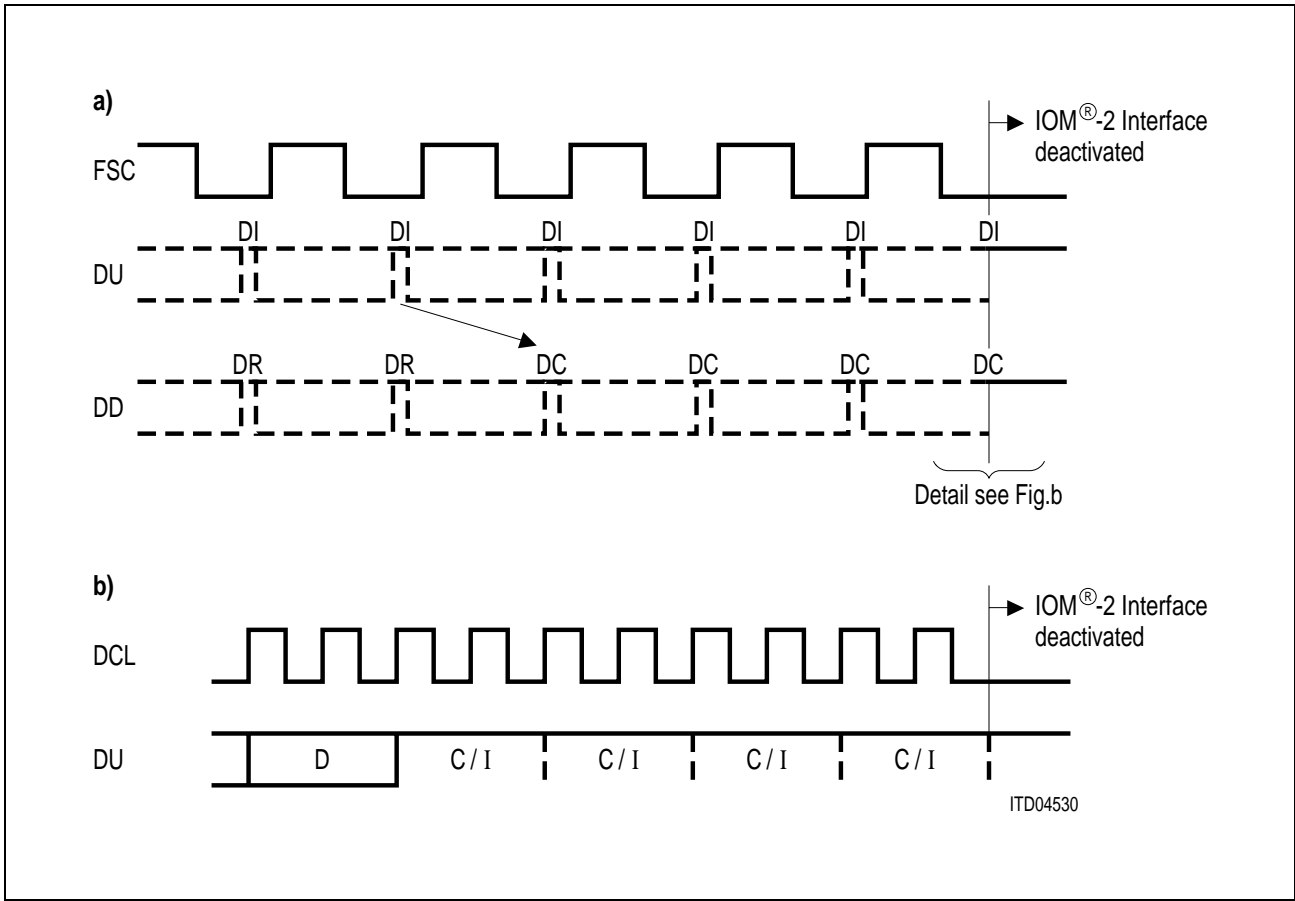 a)
IOM®-2 Interface
deactivated
FSC
DI DI DI DI DI DI
DU
DR DR DC DC DC DC
DD
Detail see Fig.b
b)
IOM®-2 Interface
deactivated
DCL
DU D C / I C / I C / I C / I
ITD04530